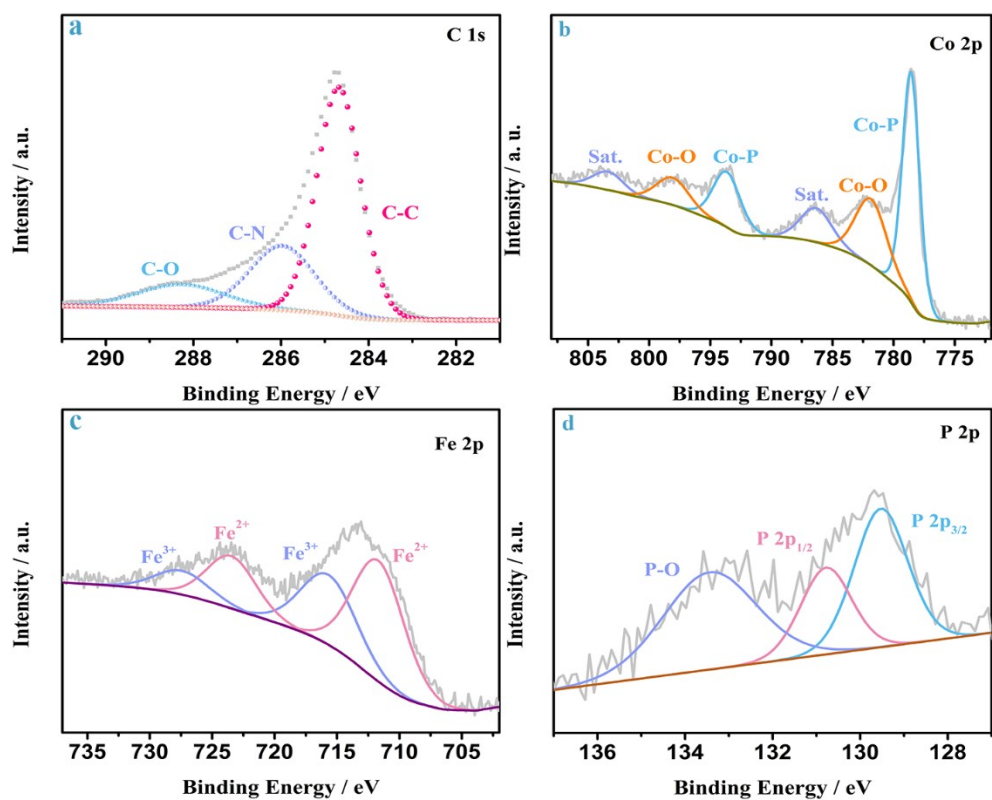 a
C 1s
Intensity / a.u.
C-O
C-N
C-C
290 288 286 284 282
Binding Energy / eV
b
Co 2p
Intensity / a. u.
Sat.
Co-O
Co-P
Sat.
Co-O
Co-P
805 800 795 790 785 780 775
Binding Energy / eV
c
Fe 2p
Intensity / a.u.
Fe³⁺
Fe²⁺
Fe³⁺
Fe²⁺
735 730 725 720 715 710 705
Binding Energy / eV
d
P 2p
Intensity / a.u.
P-O
P 2p₁/₂
P 2p₃/₂
136 134 132 130 128
Binding Energy / eV